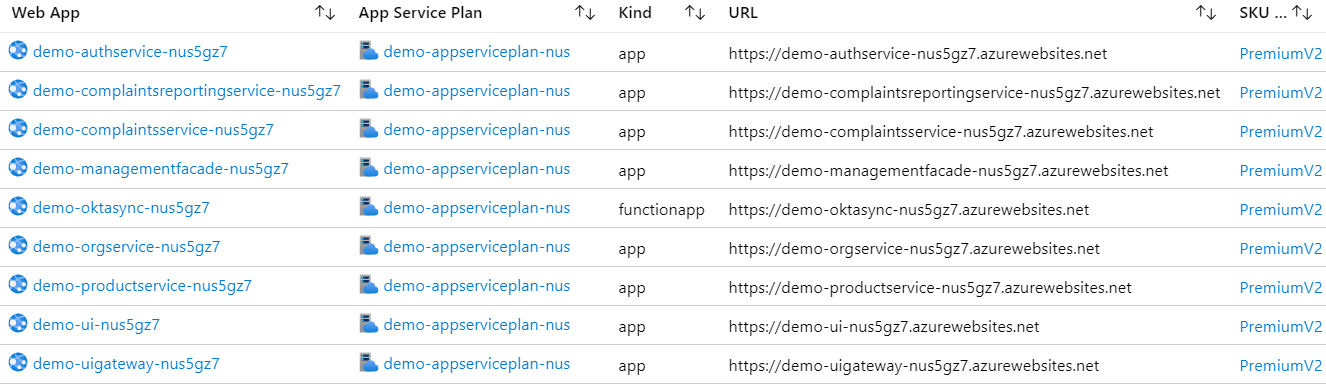 Web App App Service Plan Kind URL SKU ...
demo-authservice-nus5gz7 demo-appserviceplan-nus app https://demo-authservice-nus5gz7.azurewebsites.net PremiumV2
demo-complaintsreportingservice-nus5gz7 demo-appserviceplan-nus app https://demo-complaintsreportingservice-nus5gz7.azurewebsites.net PremiumV2
demo-complaintsservice-nus5gz7 demo-appserviceplan-nus app https://demo-complaintsservice-nus5gz7.azurewebsites.net PremiumV2
demo-managementfacade-nus5gz7 demo-appserviceplan-nus app https://demo-managementfacade-nus5gz7.azurewebsites.net PremiumV2
demo-oktasync-nus5gz7 demo-appserviceplan-nus functionapp https://demo-oktasync-nus5gz7.azurewebsites.net PremiumV2
demo-orgservice-nus5gz7 demo-appserviceplan-nus app https://demo-orgservice-nus5gz7.azurewebsites.net PremiumV2
demo-productservice-nus5gz7 demo-appserviceplan-nus app https://demo-productservice-nus5gz7.azurewebsites.net PremiumV2
demo-ui-nus5gz7 demo-appserviceplan-nus app https://demo-ui-nus5gz7.azurewebsites.net PremiumV2
demo-uigateway-nus5gz7 demo-appserviceplan-nus app https://demo-uigateway-nus5gz7.azurewebsites.net PremiumV2